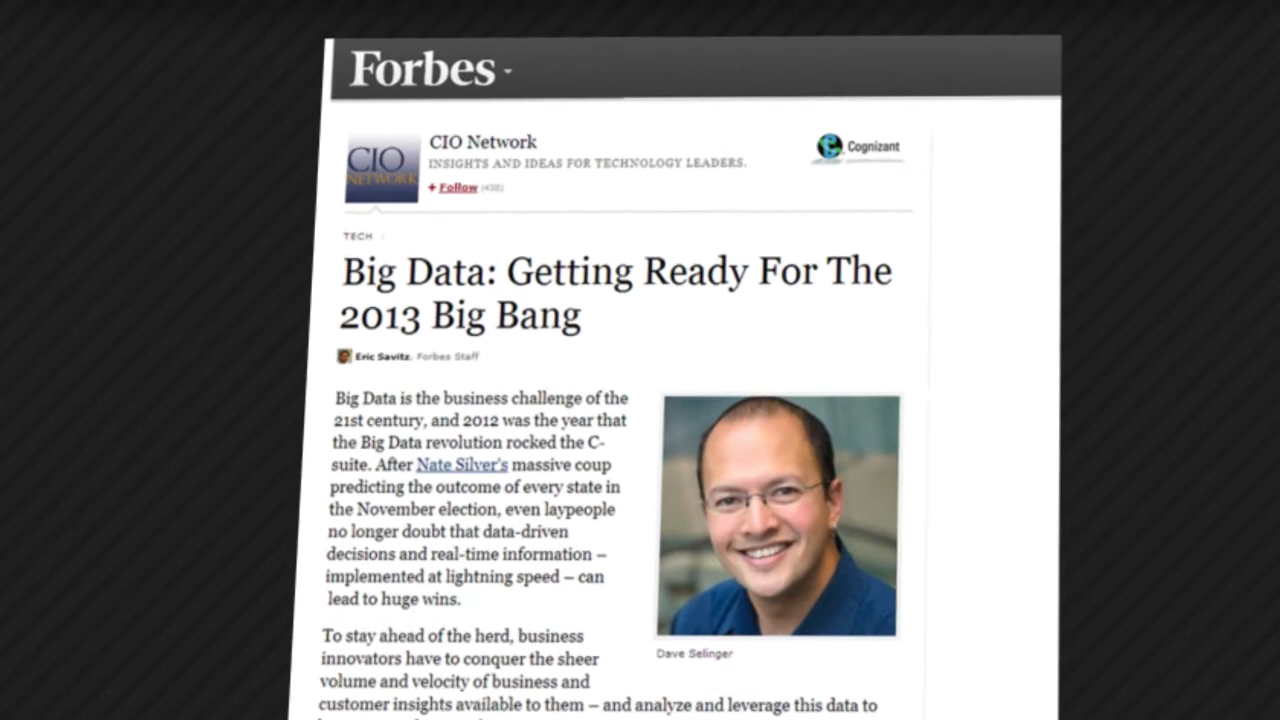 Forbes
CIO
NETWORK
CIO Network
INSIGHTS AND IDEAS FOR TECHNOLOGY LEADERS.
+ Follow (438)
Cognizant
TECH
Big Data: Getting Ready For The
2013 Big Bang
Eric Savitz, Forbes Staff
Big Data is the business challenge of the
21st century, and 2012 was the year that
the Big Data revolution rocked the C-
suite. After Nate Silver's massive coup
predicting the outcome of every state in
the November election, even laypeople
no longer doubt that data-driven
decisions and real-time information –
implemented at lightning speed – can
lead to huge wins.
Dave Selinger
To stay ahead of the herd, business
innovators have to conquer the sheer
volume and velocity of business and
customer insights available to them – and analyze and leverage this data to